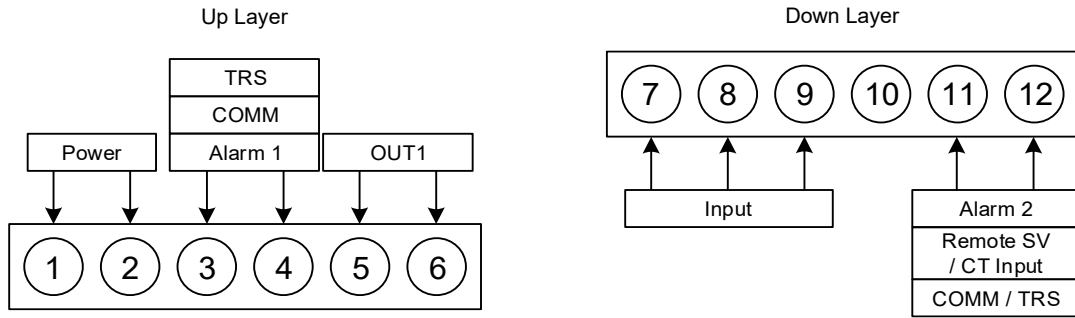 Up Layer
TRS
COMM
Power
Alarm 1
OUT1
1 2 3 4 5 6
Down Layer
7 8 9 10 11 12
Input
Alarm 2
Remote SV
/ CT Input
COMM / TRS